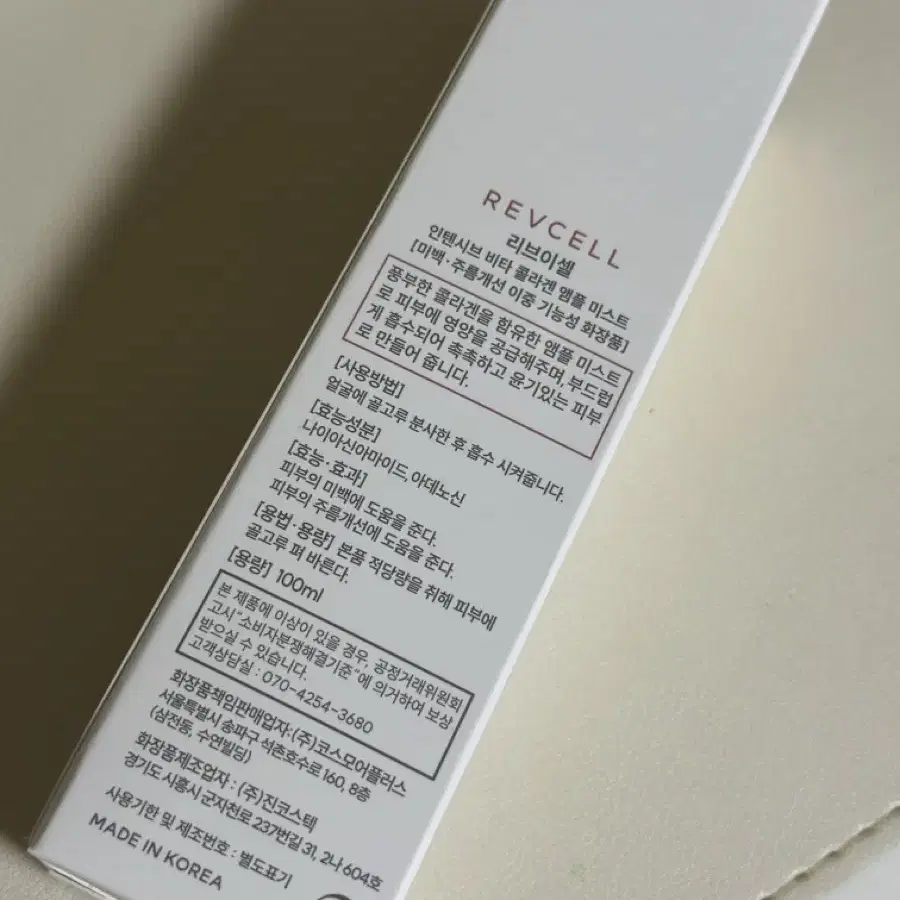 REVCELL
리브이셀
인텐시브 비타 콜라겐 앰플 미스트
[미백·주름개선 이중 기능성 화장품]
풍부한 콜라겐을 함유한 앰플 미스트
로 피부에 영양을 공급해주며, 부드럽
게 흡수되어 촉촉하고 윤기있는 피부
로 만들어 줍니다.
[사용방법]
얼굴에 골고루 분사한 후 흡수 시켜줍니다.
[효능성분]
나이아신아마이드, 아데노신
[효능·효과]
피부의 미백에 도움을 준다.
피부의 주름개선에 도움을 준다.
[용법·용량] 본품 적당량을 취해 피부에
골고루 펴 바른다.
[용량] 100ml
본 제품에 이상이 있을 경우, 공정거래위원회
고시 "소비자분쟁해결기준"에 의거하여 보상
받으실 수 있습니다.
고객상담실 : 070-4254-3680
화장품책임판매업자:(주)코스모어플러스
서울특별시 송파구 석촌호수로 160, 8층
(삼전동, 수연빌딩)
화장품제조업자 : (주)진코스텍
경기도 시흥시 군자천로 237번길 31, 2나 604호
사용기한 및 제조번호 : 별도표기
MADE IN KOREA